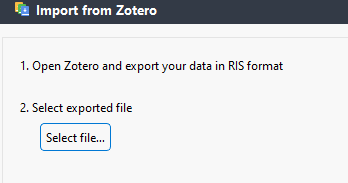 Import from Zotero
1. Open Zotero and export your data in RIS format
2. Select exported file
Select file...